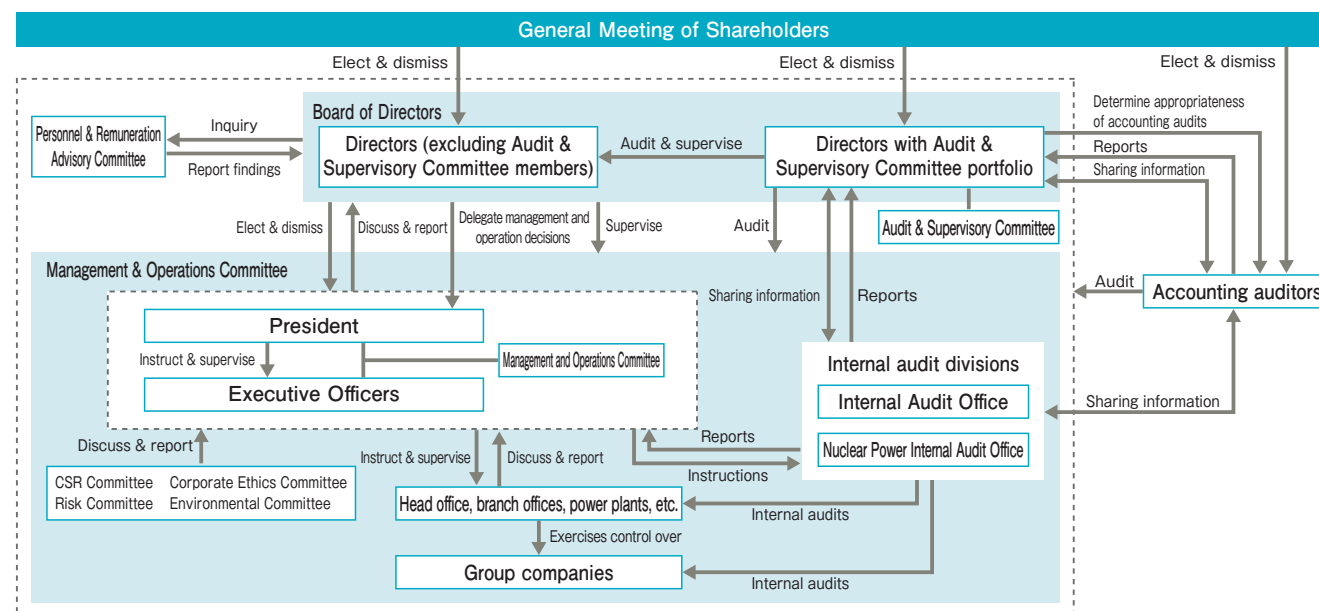 General Meeting of Shareholders
Elect & dismiss
Elect & dismiss
Elect & dismiss
Board of Directors
Personnel & Remuneration
Advisory Committee
Inquiry
Report findings
Directors (excluding Audit &
Supervisory Committee members)
Audit & supervise
Directors with Audit &
Supervisory Committee portfolio
Determine appropriateness
of accounting audits
Reports
Sharing information
Elect & dismiss
Discuss & report
Delegate management and
operation decisions
Supervise
Audit
Audit & Supervisory Committee
Management & Operations Committee
Sharing information
Reports
Audit
Accounting auditors
President
Instruct & supervise
Management and Operations Committee
Executive Officers
Internal audit divisions
Internal Audit Office
Nuclear Power Internal Audit Office
Sharing information
Discuss & report
CSR Committee Corporate Ethics Committee
Risk Committee Environmental Committee
Instruct & supervise
Discuss & report
Reports
Instructions
Head office, branch offices, power plants, etc.
Internal audits
Exercises control over
Group companies
Internal audits